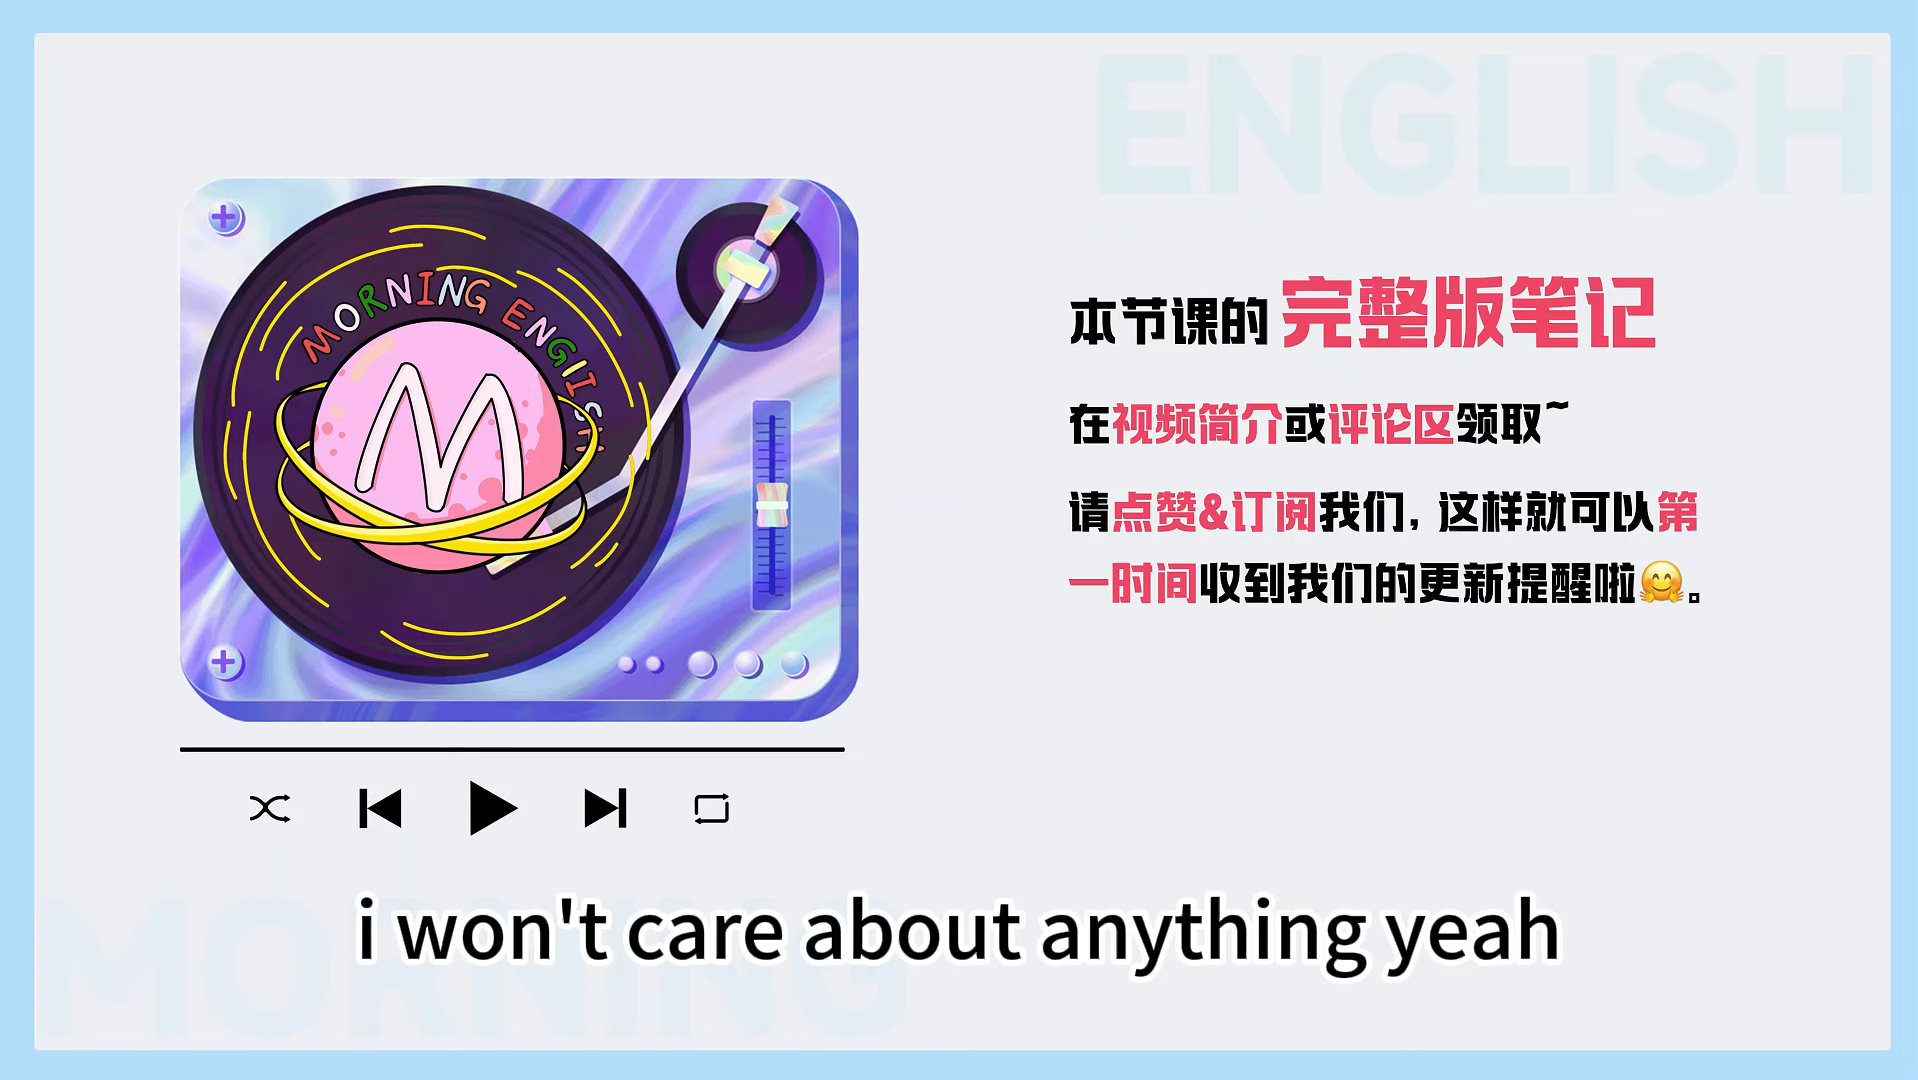 ENGLISH
MORNING ENGLISH
M
本节课的 完整版笔记
在视频简介或评论区领取~
请点赞&订阅我们，这样就可以第
一时间收到我们的更新提醒啦🤗。
MORNING
i won't care about anything yeah